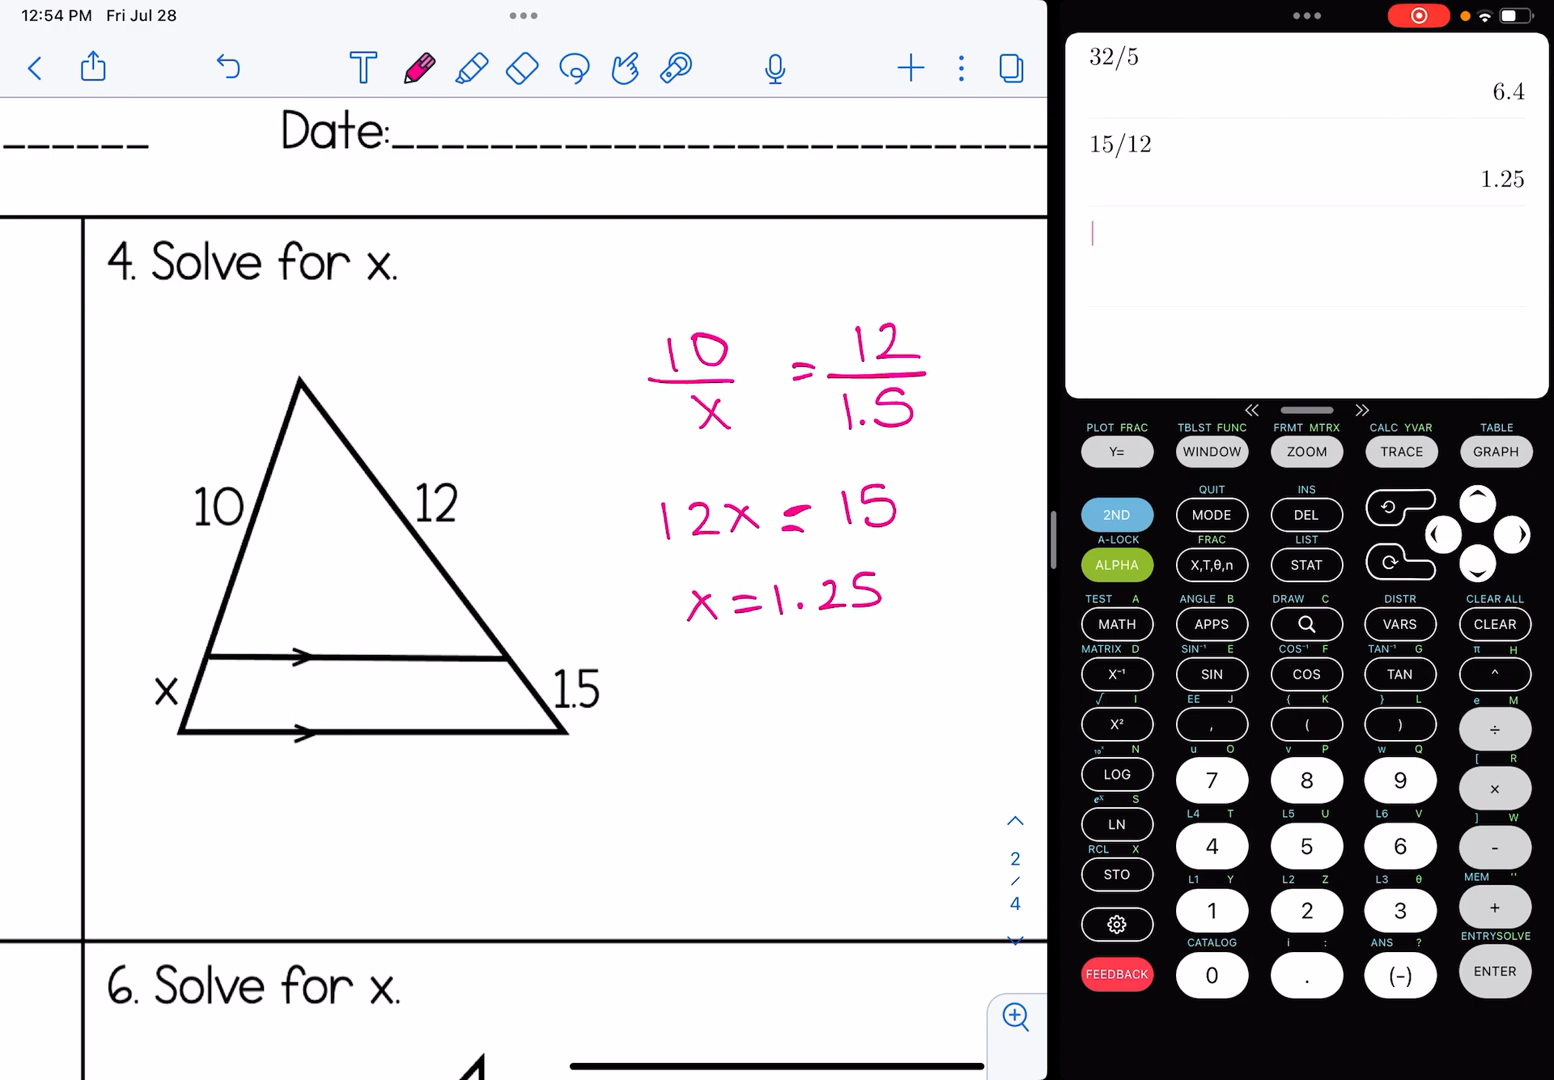 12:54 PM Fri Jul 28
______ Date:__________________________
4. Solve for x.
10
12
x
1.5
10/x = 12/1.5
12x = 15
x = 1.25
2
/
4
6. Solve for x.
32/5
6.4
15/12
1.25
PLOT FRAC TBLST FUNC FRMT MTRX CALC YVAR TABLE
Y= WINDOW ZOOM TRACE GRAPH
QUIT INS
2ND MODE DEL
A-LOCK FRAC LIST
ALPHA X,T,θ,n STAT
TEST A ANGLE B DRAW C DISTR CLEAR ALL
MATH APPS VARS CLEAR
MATRIX D SIN⁻¹ E COS⁻¹ F TAN⁻¹ G π H
X⁻¹ SIN COS TAN ^
√ I EE J { K } L e M
X² , ( ) ÷
10ˣ N u O v P w Q [ R
LOG 7 8 9 ×
eˣ S L4 T L5 U L6 V ] W
LN 4 5 6 -
RCL X L1 Y L2 Z L3 θ MEM "
STO 1 2 3 +
CATALOG i : ANS ? ENTRYSOLVE
FEEDBACK 0 . (-) ENTER